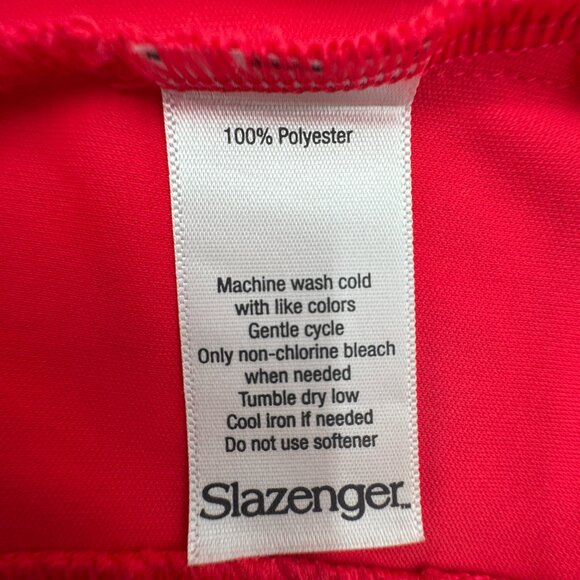 100% Polyester
Machine wash cold
with like colors
Gentle cycle
Only non-chlorine bleach
when needed
Tumble dry low
Cool iron if needed
Do not use softener
Slazenger™